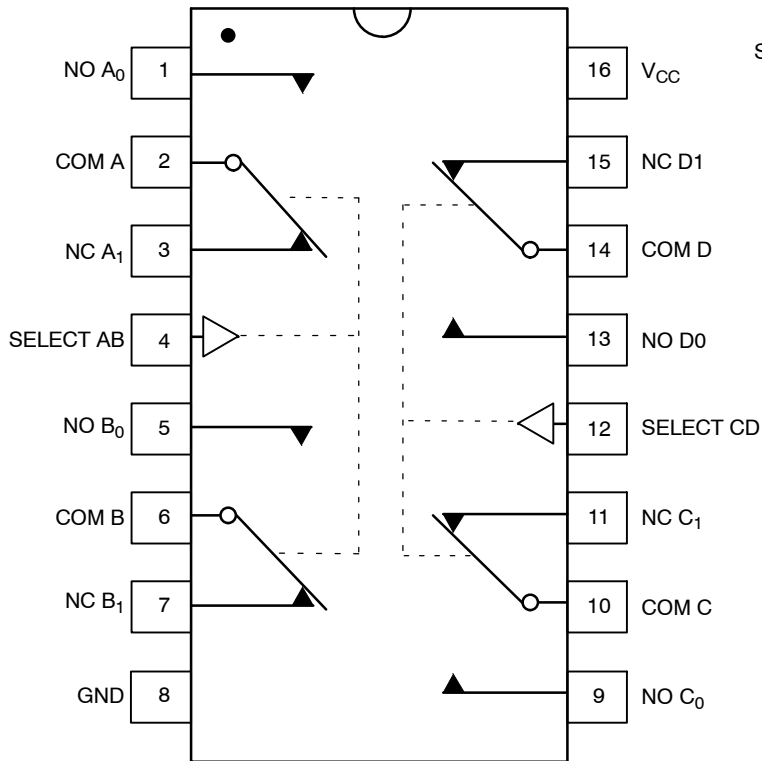 NO A₀ 1
COM A 2
NC A₁ 3
SELECT AB 4
NO B₀ 5
COM B 6
NC B₁ 7
GND 8
S
16 V_CC
15 NC D1
14 COM D
13 NO D0
12 SELECT CD
11 NC C₁
10 COM C
9 NO C₀